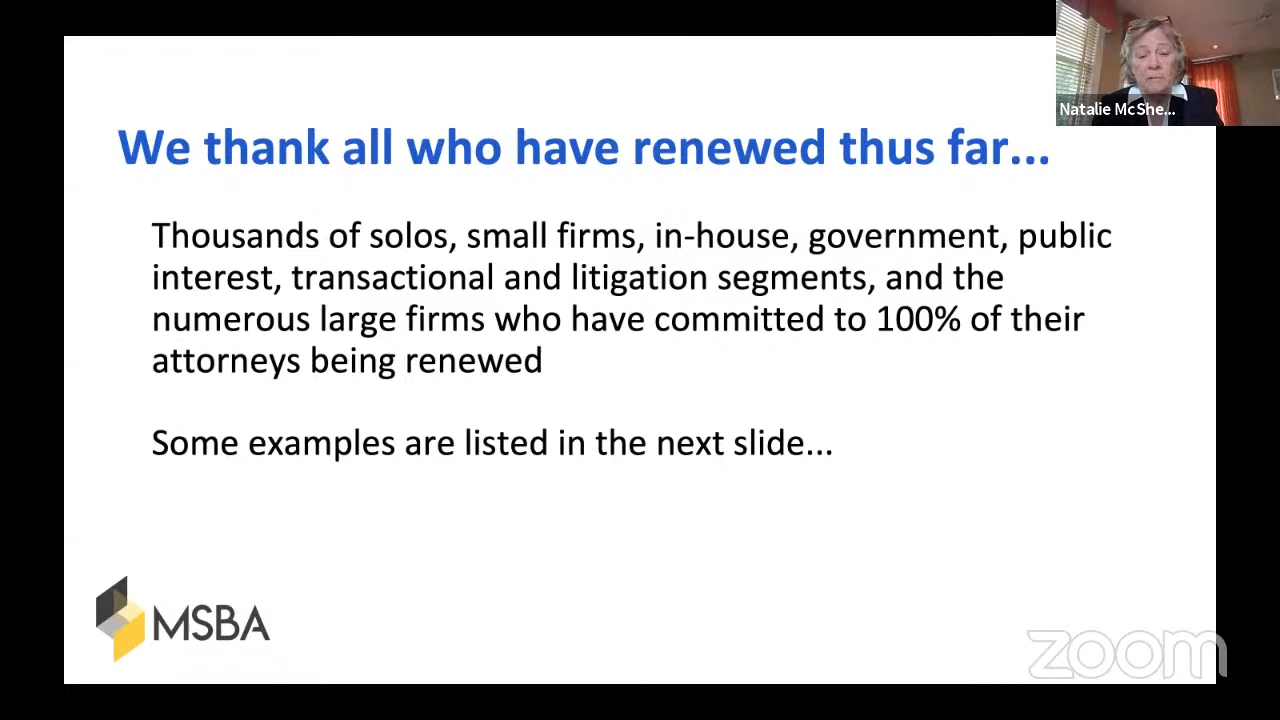 Natalie McShe...
We thank all who have renewed thus far...
Thousands of solos, small firms, in-house, government, public
interest, transactional and litigation segments, and the
numerous large firms who have committed to 100% of their
attorneys being renewed
Some examples are listed in the next slide...
MSBA
zoom